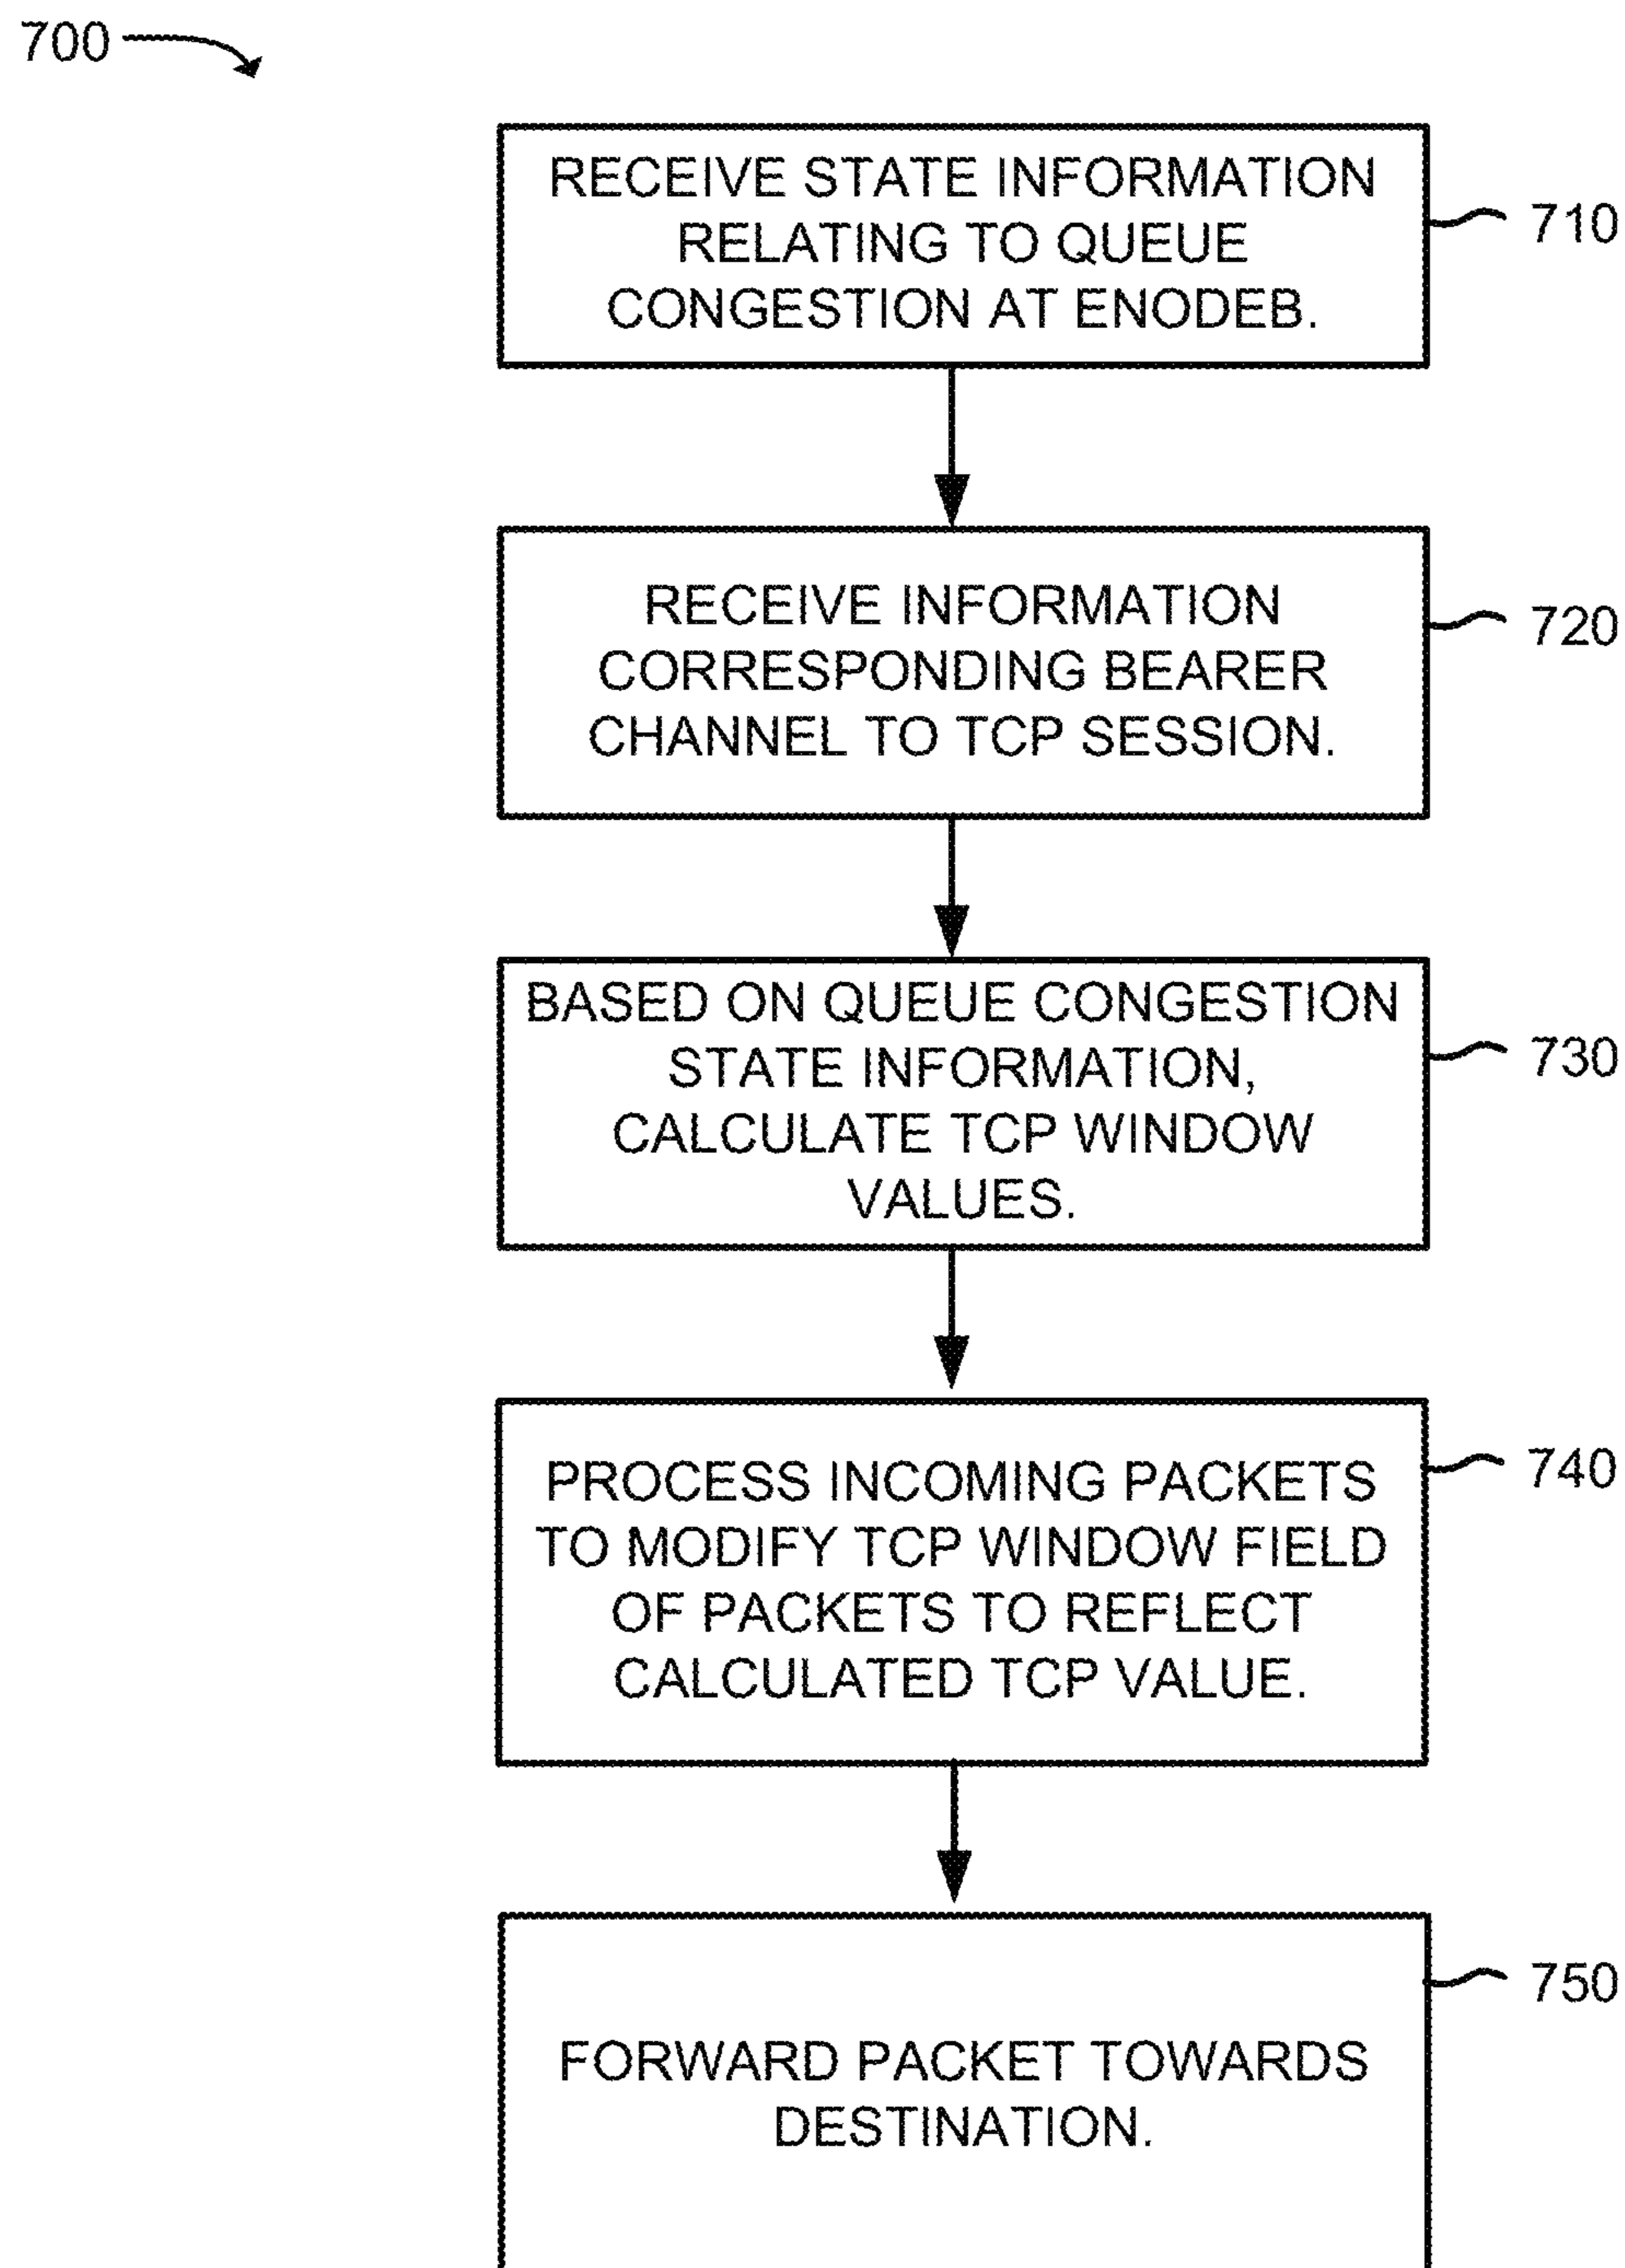 700
RECEIVE STATE INFORMATION
RELATING TO QUEUE
CONGESTION AT ENODEB.
710
RECEIVE INFORMATION
CORRESPONDING BEARER
CHANNEL TO TCP SESSION.
720
BASED ON QUEUE CONGESTION
STATE INFORMATION,
CALCULATE TCP WINDOW
VALUES.
730
PROCESS INCOMING PACKETS
TO MODIFY TCP WINDOW FIELD
OF PACKETS TO REFLECT
CALCULATED TCP VALUE.
740
FORWARD PACKET TOWARDS
DESTINATION.
750